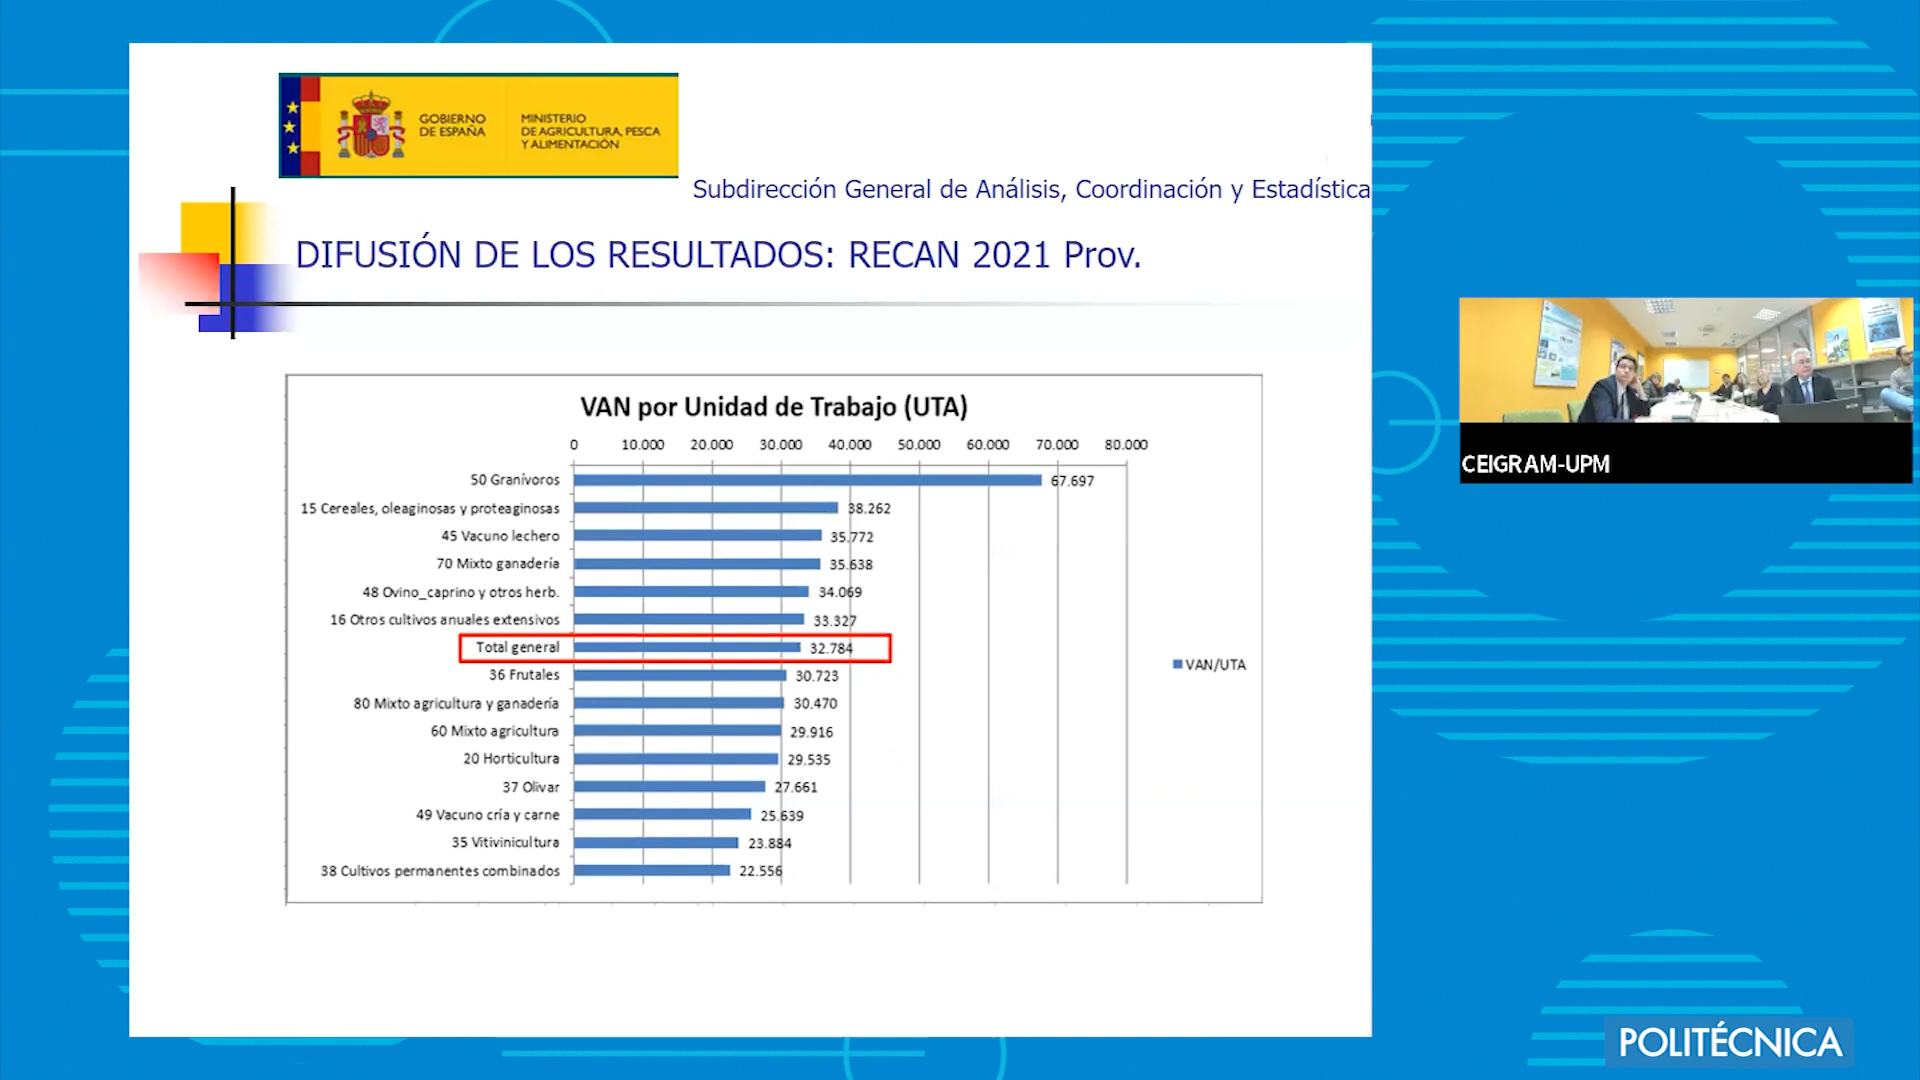 GOBIERNO
DE ESPAÑA
MINISTERIO
DE AGRICULTURA, PESCA
Y ALIMENTACIÓN
Subdirección General de Análisis, Coordinación y Estadística
DIFUSIÓN DE LOS RESULTADOS: RECAN 2021 Prov.
VAN por Unidad de Trabajo (UTA)
0 10.000 20.000 30.000 40.000 50.000 60.000 70.000 80.000
50 Granívoros 67.697
15 Cereales, oleaginosas y proteaginosas 38.262
45 Vacuno lechero 35.772
70 Mixto ganadería 35.638
48 Ovino_caprino y otros herb. 34.069
16 Otros cultivos anuales extensivos 33.327
Total general 32.784
36 Frutales 30.723
80 Mixto agricultura y ganadería 30.470
60 Mixto agricultura 29.916
20 Horticultura 29.535
37 Olivar 27.661
49 Vacuno cría y carne 25.639
35 Vitivinicultura 23.884
38 Cultivos permanentes combinados 22.556
VAN/UTA
CEIGRAM-UPM
POLITÉCNICA